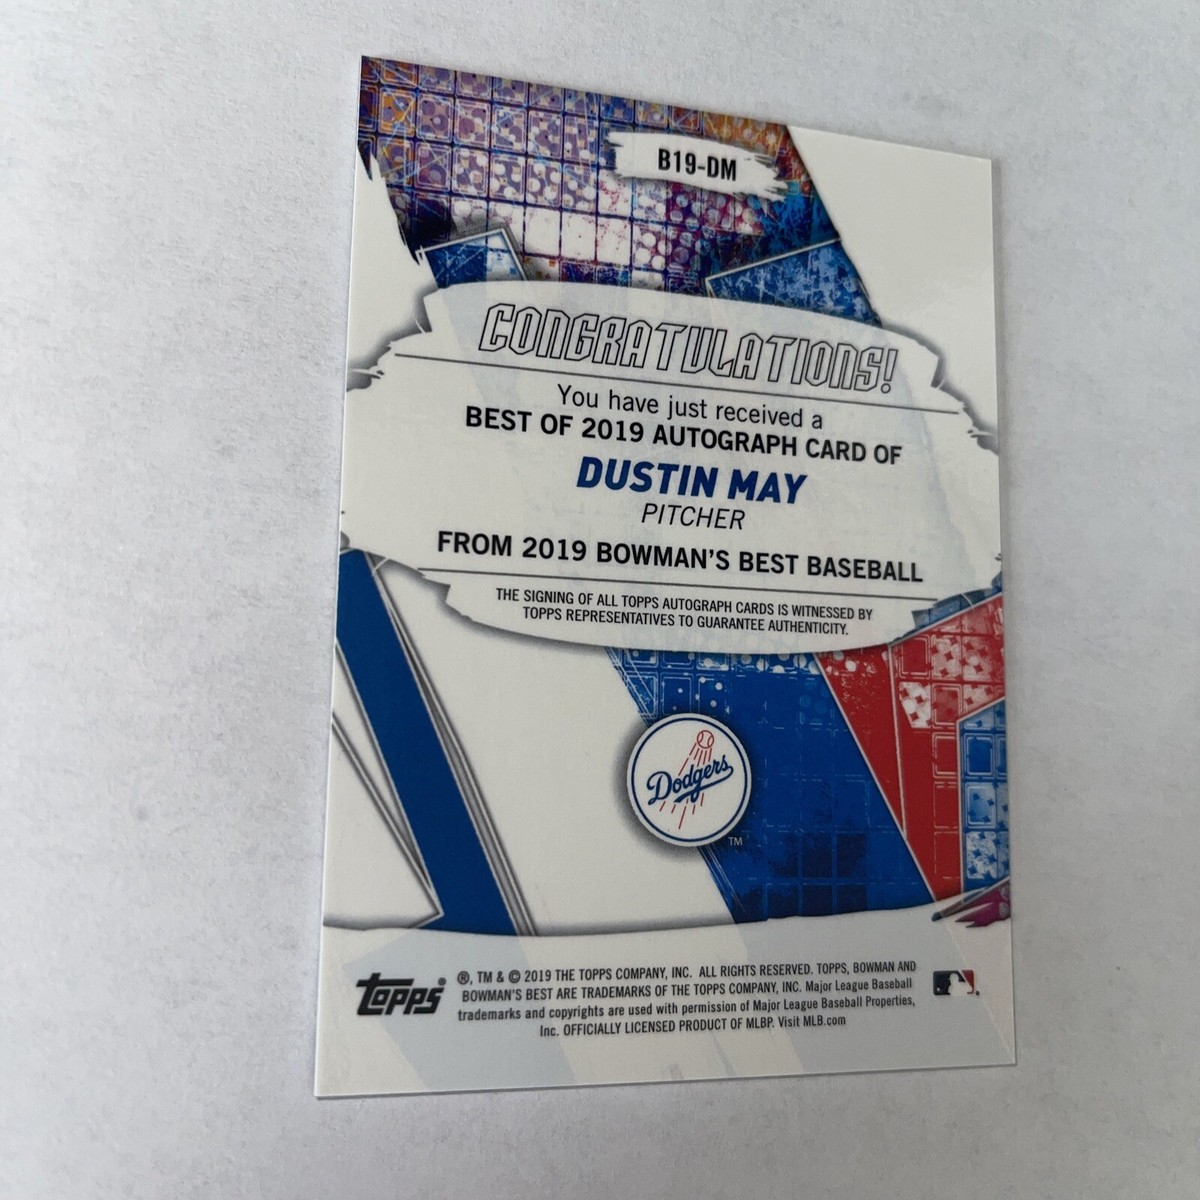 B19-DM
CONGRATULATIONS!
You have just received a
BEST OF 2019 AUTOGRAPH CARD OF
DUSTIN MAY
PITCHER
FROM 2019 BOWMAN'S BEST BASEBALL
THE SIGNING OF ALL TOPPS AUTOGRAPH CARDS IS WITNESSED BY
TOPPS REPRESENTATIVES TO GUARANTEE AUTHENTICITY.
Dodgers
TM
topps®
®, TM & © 2019 THE TOPPS COMPANY, INC. ALL RIGHTS RESERVED. TOPPS, BOWMAN AND
BOWMAN'S BEST ARE TRADEMARKS OF THE TOPPS COMPANY, INC. Major League Baseball
trademarks and copyrights are used with permission of Major League Baseball Properties,
Inc. OFFICIALLY LICENSED PRODUCT OF MLBP. Visit MLB.com